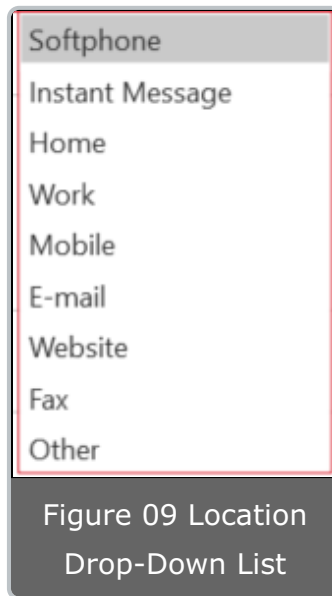 Softphone
Instant Message
Home
Work
Mobile
E-mail
Website
Fax
Other
Figure 09 Location
Drop-Down List